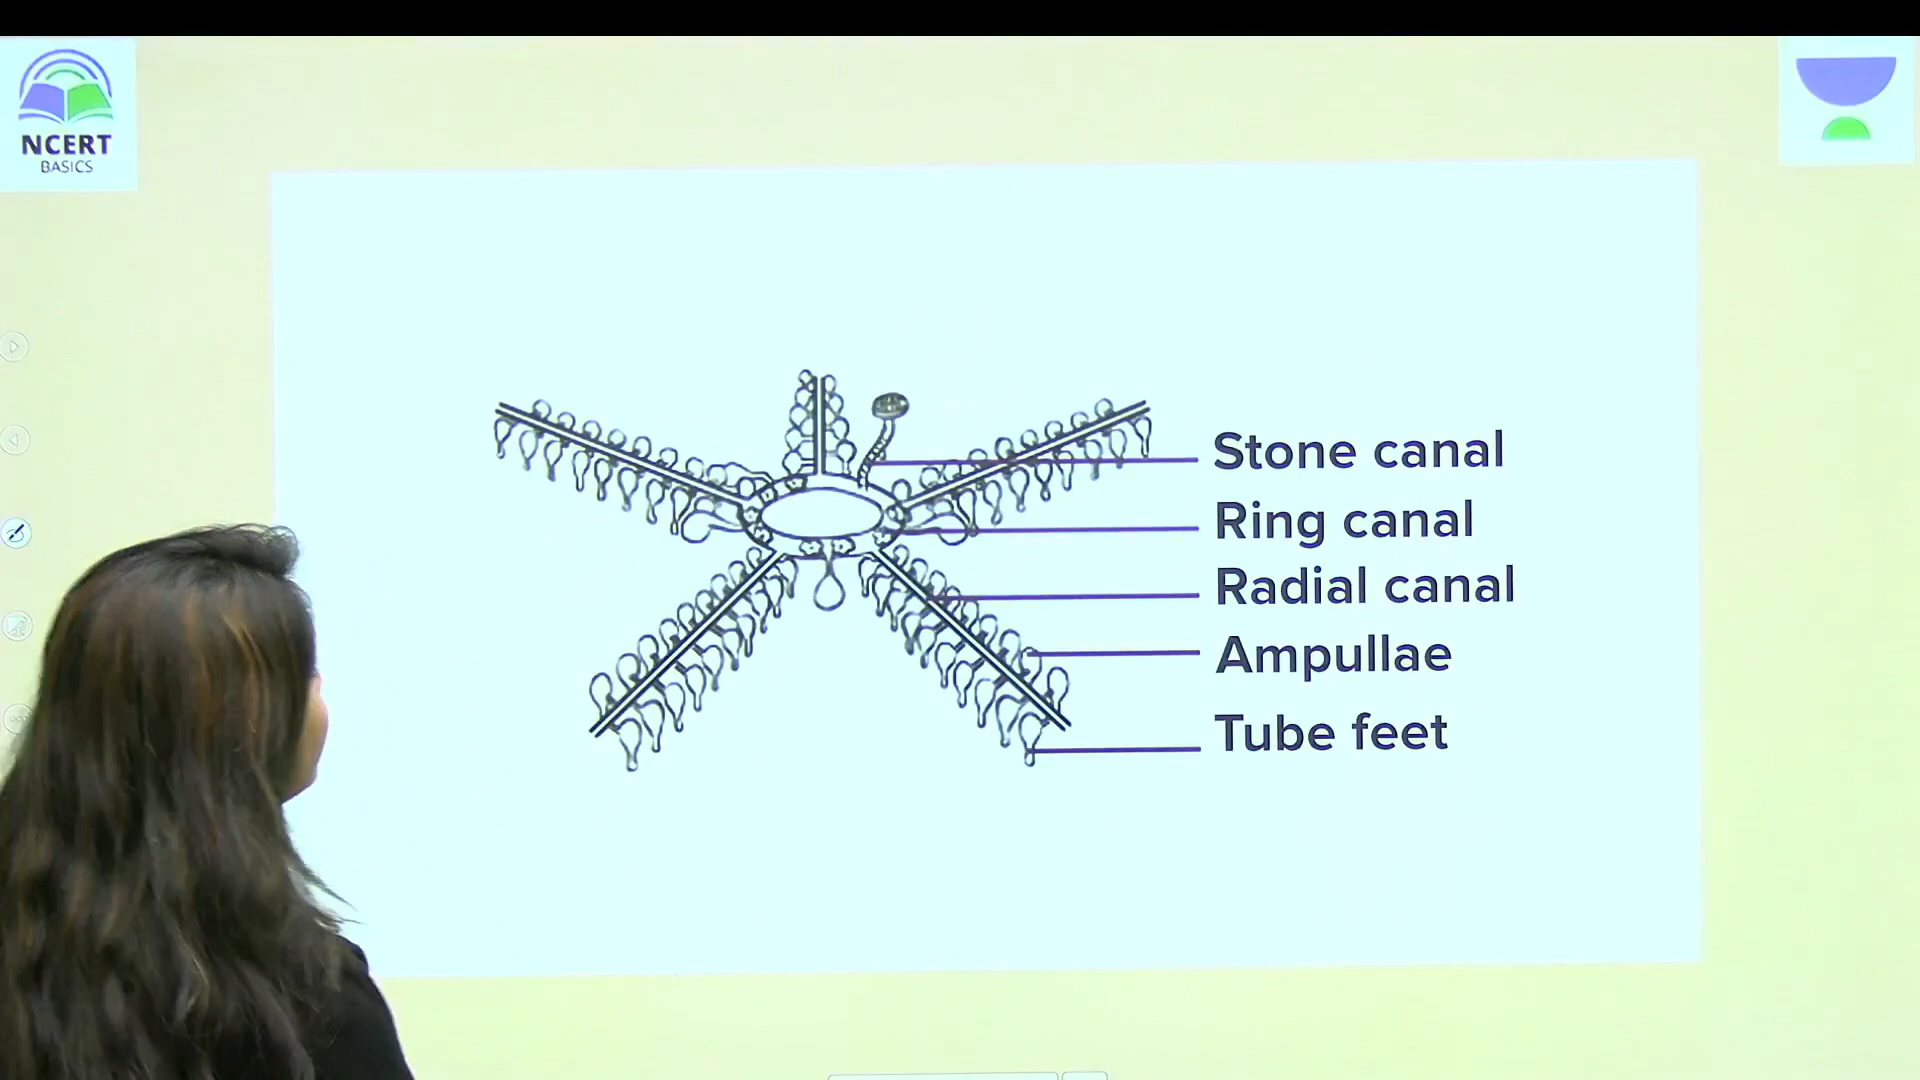 NCERT
BASICS
Stone canal
Ring canal
Radial canal
Ampullae
Tube feet